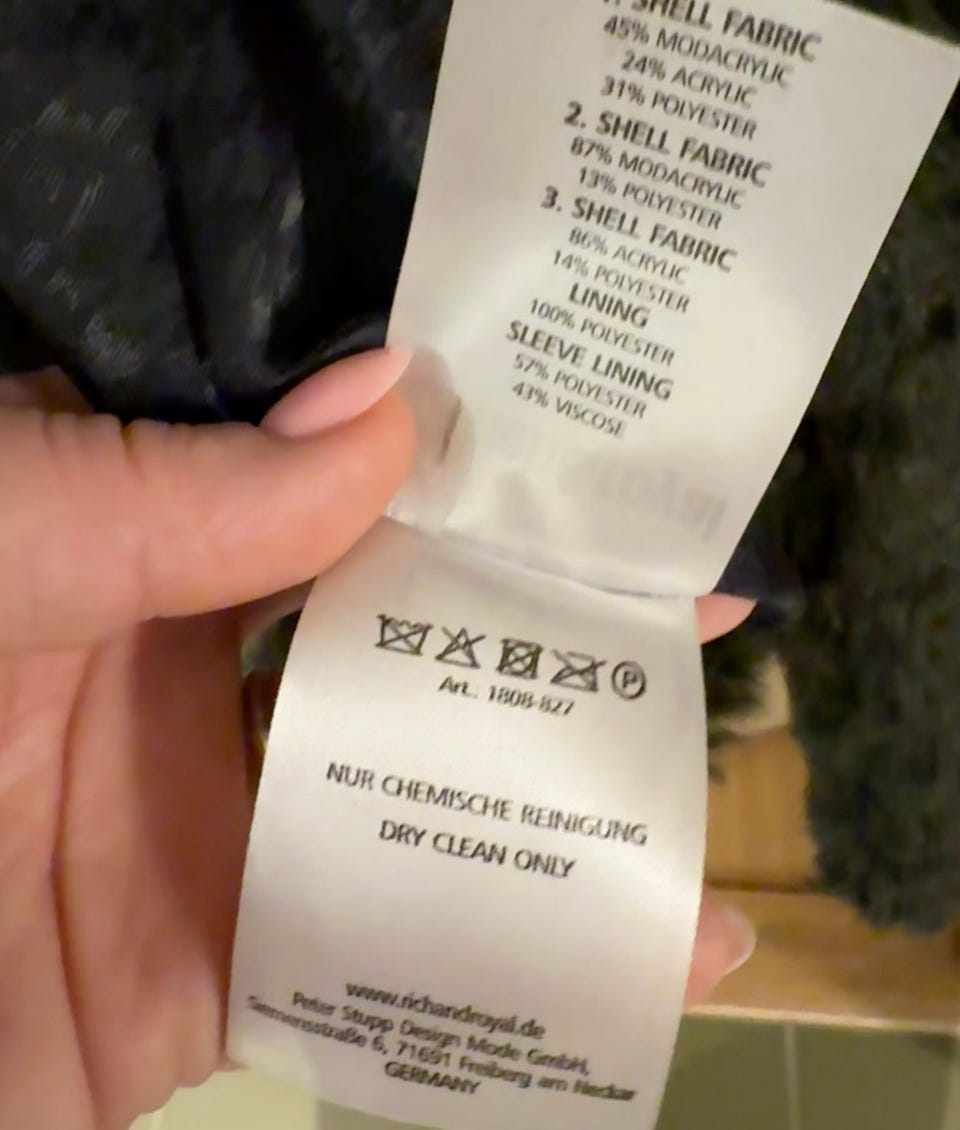 1. SHELL FABRIC
45% MODACRYLIC
24% ACRYLIC
31% POLYESTER
2. SHELL FABRIC
87% MODACRYLIC
13% POLYESTER
3. SHELL FABRIC
86% ACRYLIC
14% POLYESTER
LINING
100% POLYESTER
SLEEVE LINING
57% POLYESTER
43% VISCOSE
P
Art.: 1808-827
NUR CHEMISCHE REINIGUNG
DRY CLEAN ONLY
www.richandroyal.de
Peter Stupp Design Mode GmbH,
Siemensstraße 6, 71691 Freiberg am Neckar
GERMANY